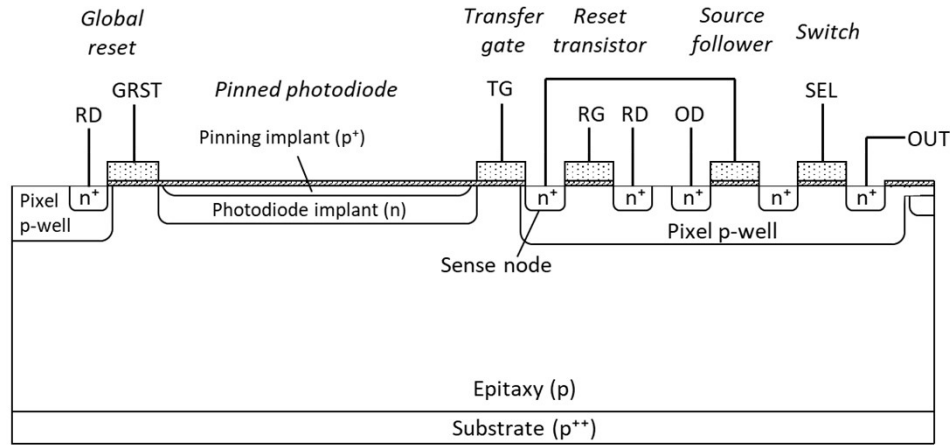 Global
reset
Transfer
gate
Reset
transistor
Source
follower
Switch
GRST
Pinned photodiode
TG
SEL
RD
RG
RD
OD
OUT
Pinning implant (p⁺)
n⁺
n⁺
n⁺
n⁺
n⁺
n⁺
Pixel
p-well
Photodiode implant (n)
Pixel p-well
Sense node
Epitaxy (p)
Substrate (p⁺⁺)